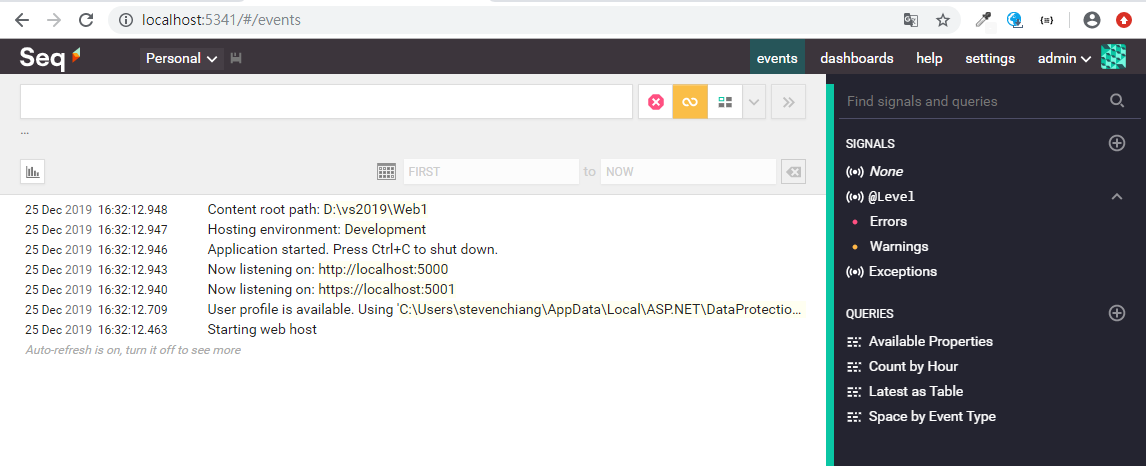 localhost:5341/#/events
Seq
Personal
events
dashboards
help
settings
admin
...
FIRST
to
NOW
25 Dec 2019 16:32:12.948 Content root path: D:\vs2019\Web1
25 Dec 2019 16:32:12.947 Hosting environment: Development
25 Dec 2019 16:32:12.946 Application started. Press Ctrl+C to shut down.
25 Dec 2019 16:32:12.943 Now listening on: http://localhost:5000
25 Dec 2019 16:32:12.940 Now listening on: https://localhost:5001
25 Dec 2019 16:32:12.709 User profile is available. Using 'C:\Users\stevenchiang\AppData\Local\ASP.NET\DataProtectio...
25 Dec 2019 16:32:12.463 Starting web host
Auto-refresh is on, turn it off to see more
Find signals and queries
SIGNALS
None
@Level
Errors
Warnings
Exceptions
QUERIES
Available Properties
Count by Hour
Latest as Table
Space by Event Type